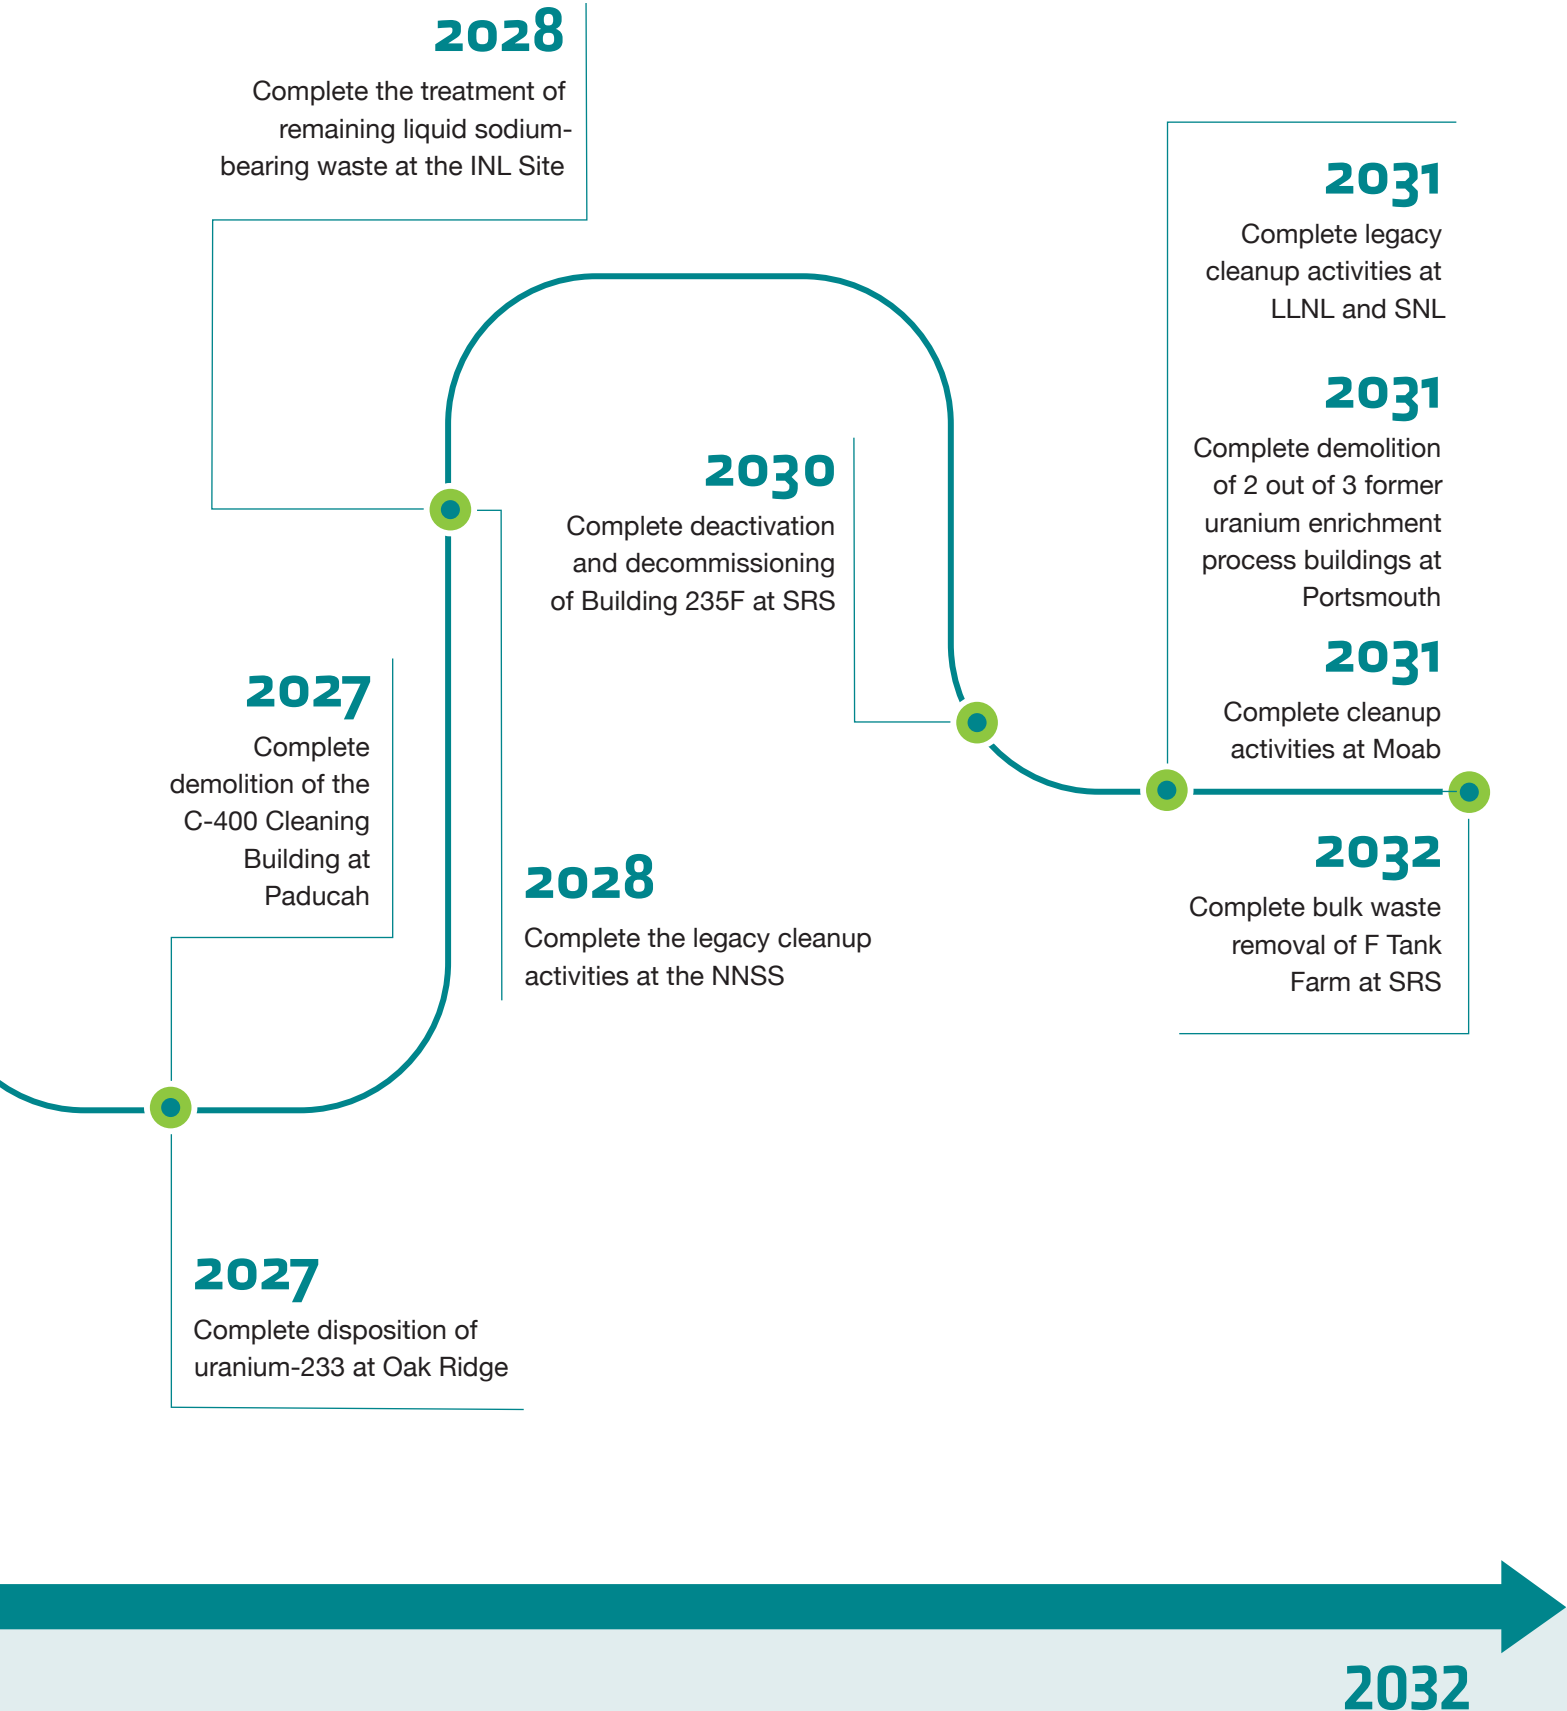 2028
Complete the treatment of
remaining liquid sodium-
bearing waste at the INL Site
2031
Complete legacy
cleanup activities at
LLNL and SNL
2031
Complete demolition
of 2 out of 3 former
uranium enrichment
process buildings at
Portsmouth
2030
Complete deactivation
and decommissioning
of Building 235F at SRS
2031
Complete cleanup
activities at Moab
2027
Complete
demolition of the
C-400 Cleaning
Building at
Paducah
2028
Complete the legacy cleanup
activities at the NNSS
2032
Complete bulk waste
removal of F Tank
Farm at SRS
2027
Complete disposition of
uranium-233 at Oak Ridge
2032